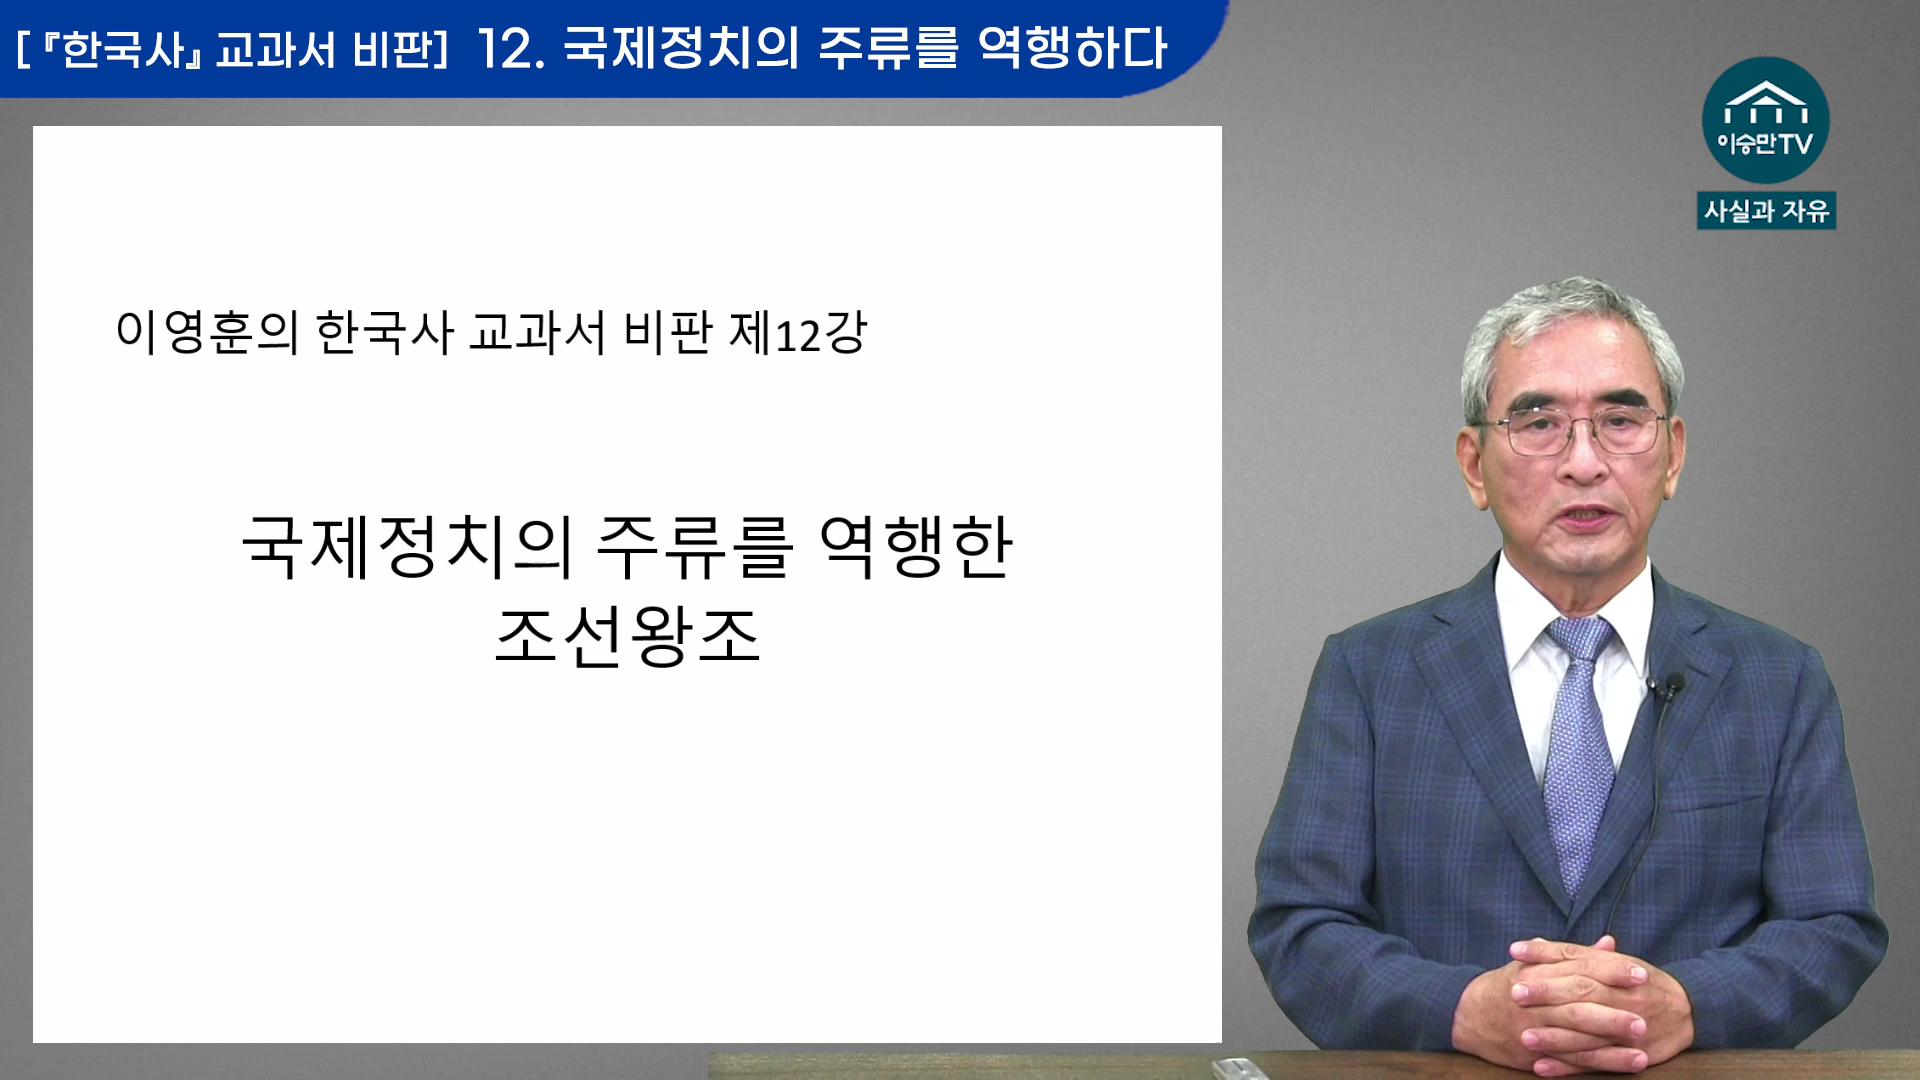 [『한국사』 교과서 비판] 12. 국제정치의 주류를 역행하다
이승만TV
사실과 자유
이영훈의 한국사 교과서 비판 제12강
국제정치의 주류를 역행한
조선왕조